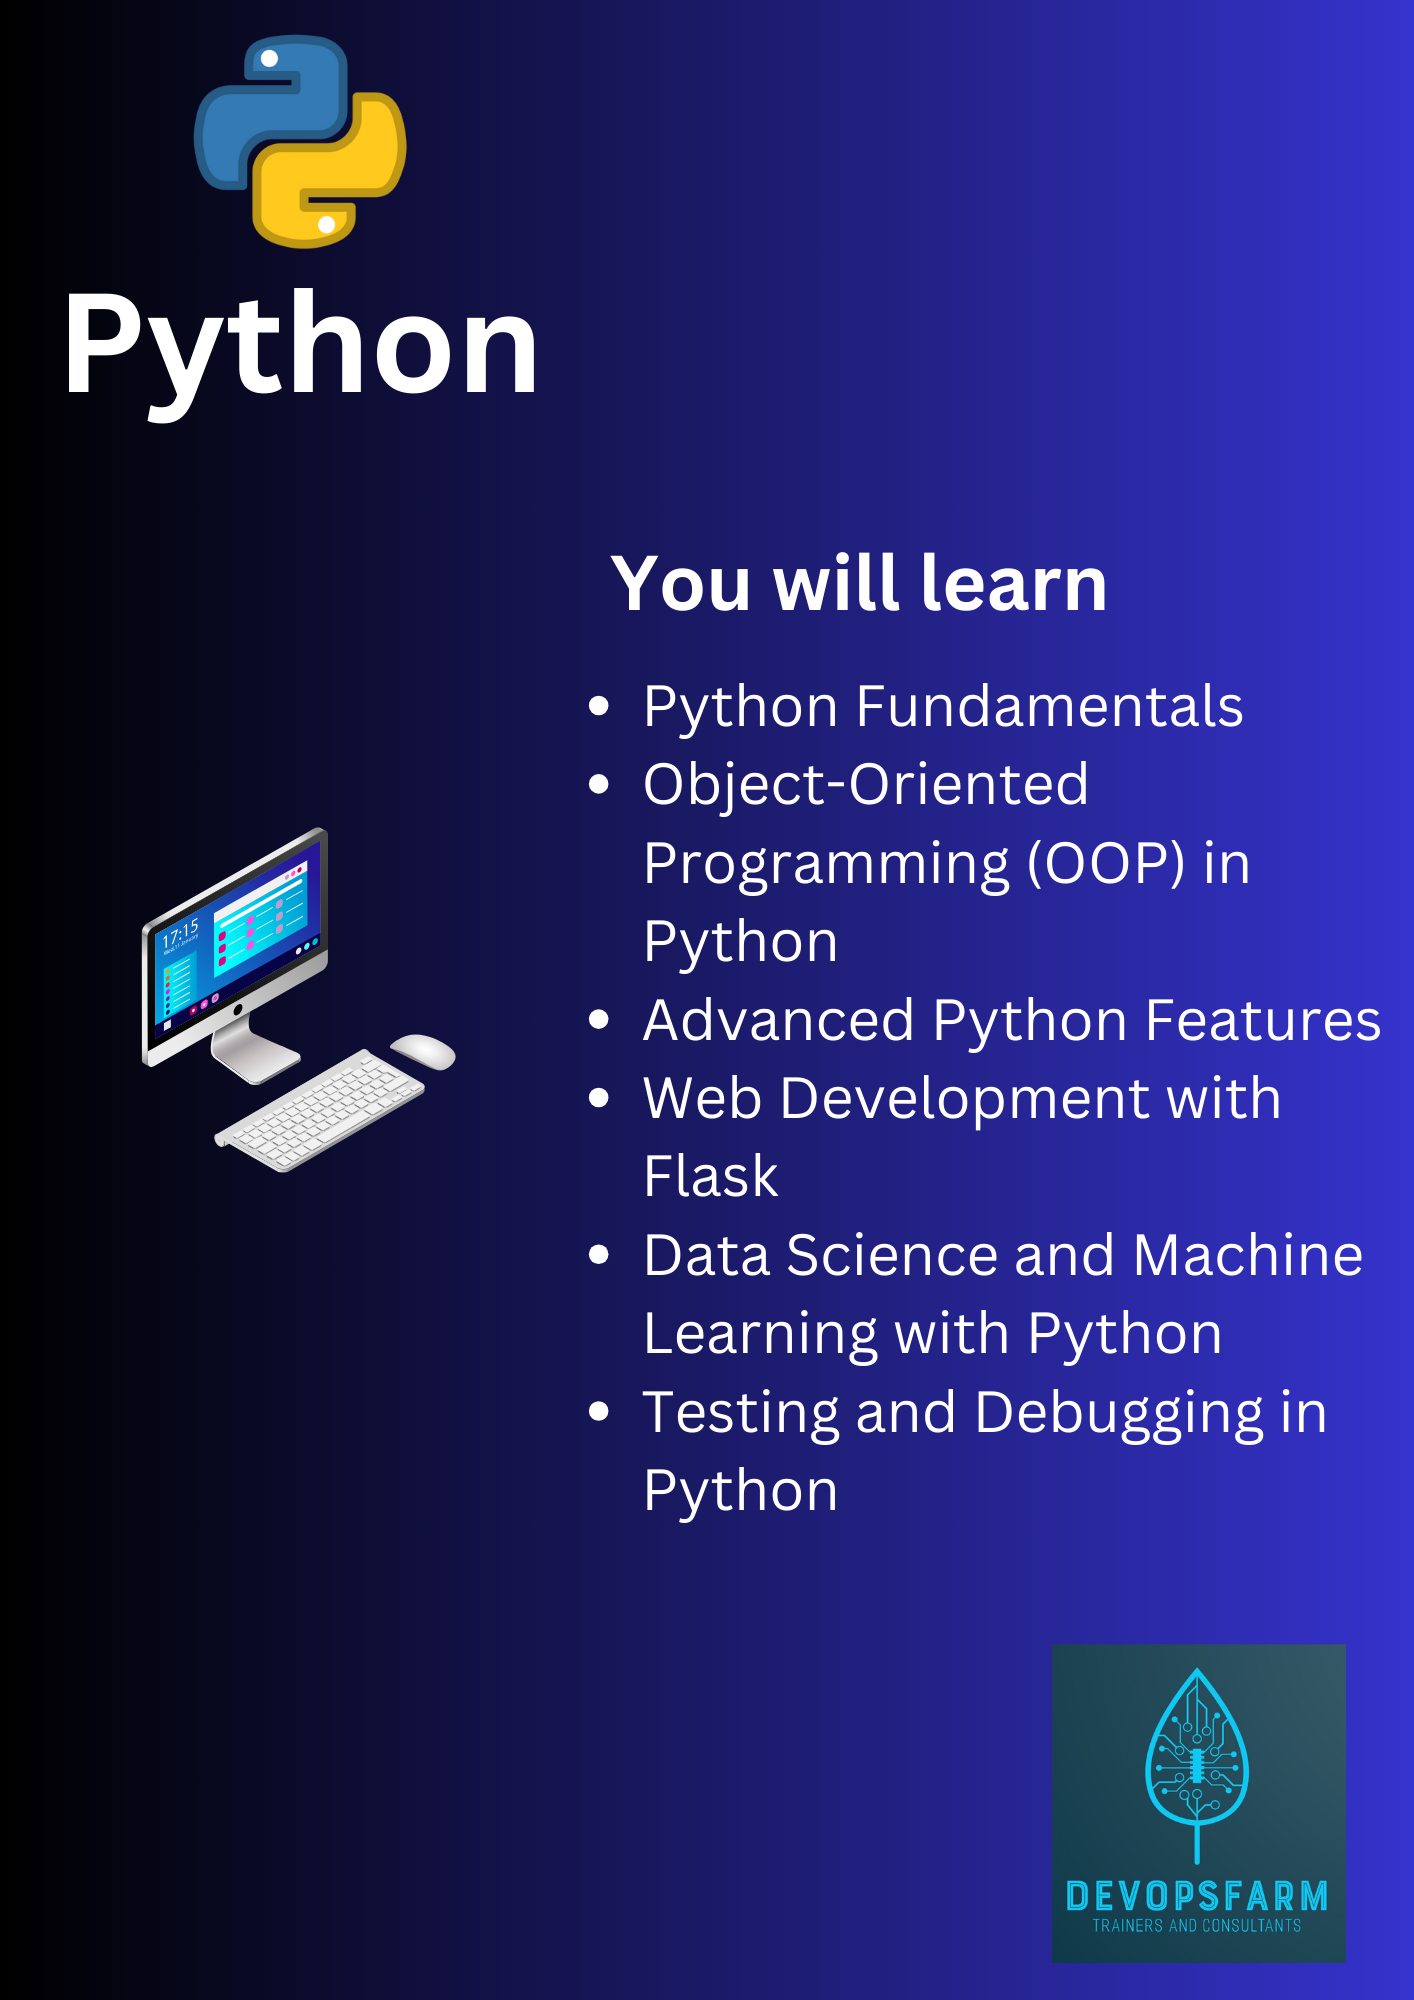 Python
You will learn
• Python Fundamentals
• Object-Oriented
Programming (OOP) in
Python
• Advanced Python Features
• Web Development with
Flask
• Data Science and Machine
Learning with Python
• Testing and Debugging in
Python
17:15
DEVOPSFARM
TRAINERS AND CONSULTANTS